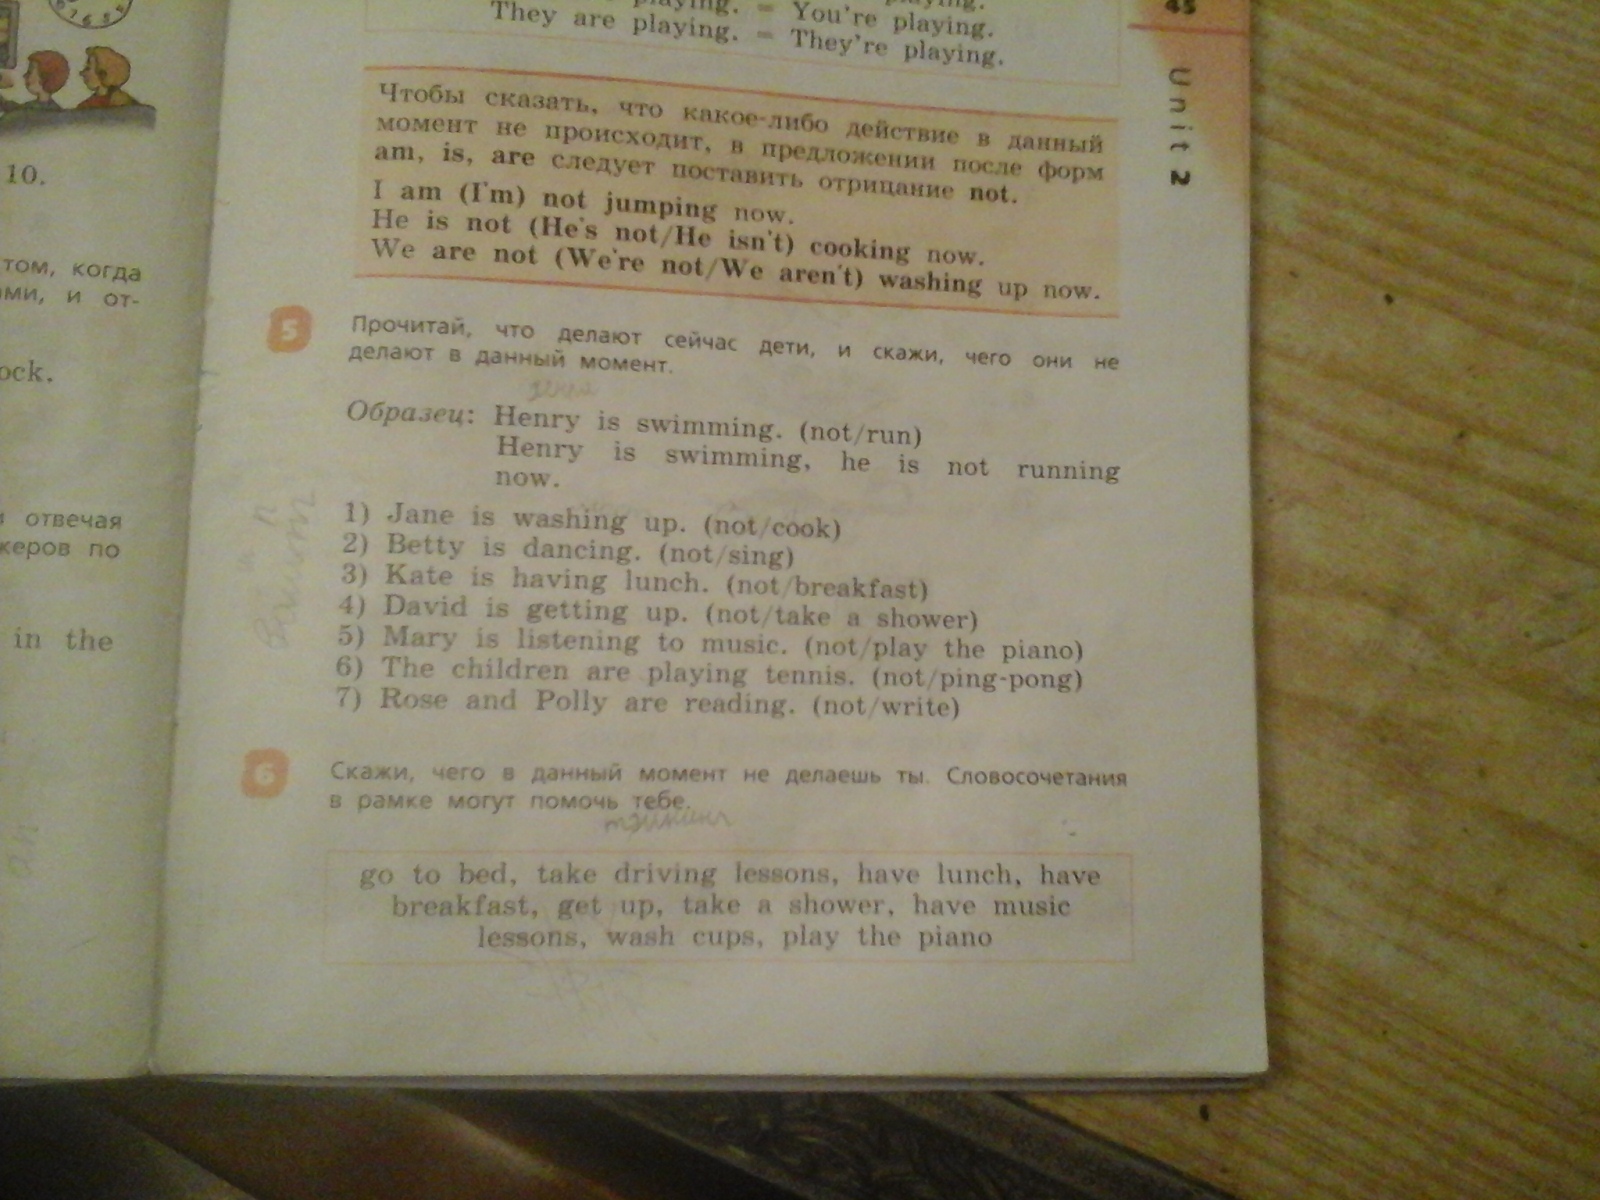 10.
том, когда
ами, и от-
ock.
отвечая
керов по
in the
45
Unit 2
playing. = You're playing.
They are playing. = They're playing.
Чтобы сказать, что какое-либо действие в данный
момент не происходит, в предложении после форм
am, is, are следует поставить отрицание not.
I am (I'm) not jumping now.
He is not (He's not/He isn't) cooking now.
We are not (We're not/We aren't) washing up now.
5 Прочитай, что делают сейчас дети, и скажи, чего они не
делают в данный момент.
Образец: Henry is swimming. (not/run)
Henry is swimming, he is not running
now.
1) Jane is washing up. (not/cook)
2) Betty is dancing. (not/sing)
3) Kate is having lunch. (not/breakfast)
4) David is getting up. (not/take a shower)
5) Mary is listening to music. (not/play the piano)
6) The children are playing tennis. (not/ping-pong)
7) Rose and Polly are reading. (not/write)
6 Скажи, чего в данный момент не делаешь ты. Словосочетания
в рамке могут помочь тебе.
go to bed, take driving lessons, have lunch, have
breakfast, get up, take a shower, have music
lessons, wash cups, play the piano